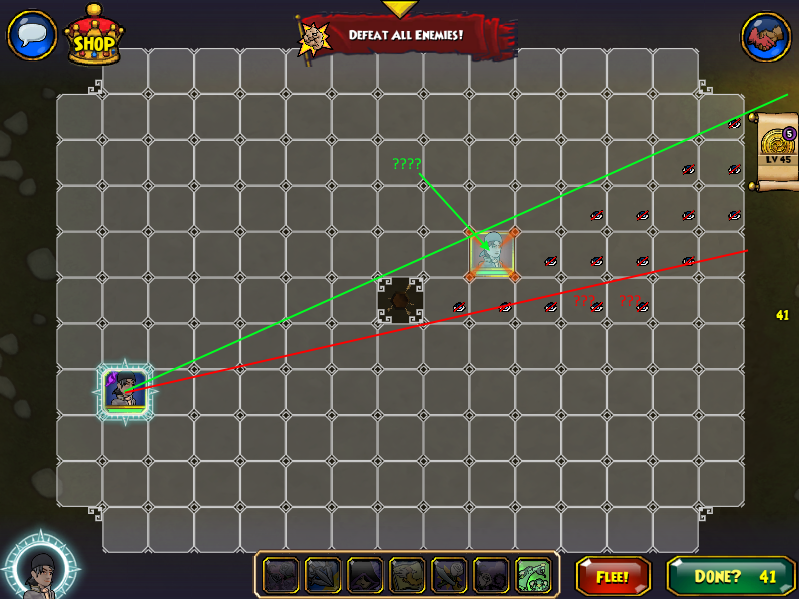 SHOP
DEFEAT ALL ENEMIES!
5
LV 45
????
??? ???
41
FLEE!
DONE? 41